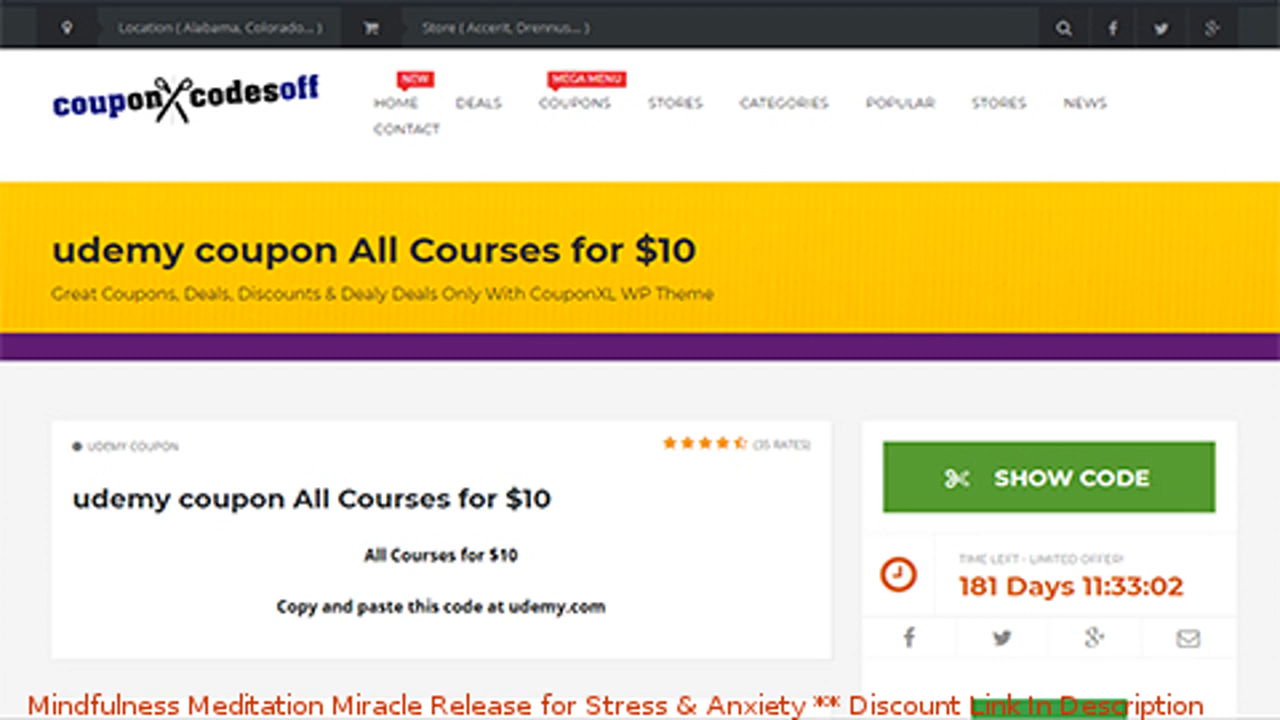 Location ( Alabama, Colorado... )
Store ( Accerit, Drennus... )
couponXcodesoff
NEW
MEGA MENU
HOME DEALS COUPONS STORES CATEGORIES POPULAR STORES NEWS
CONTACT
udemy coupon All Courses for $10
Great Coupons, Deals, Discounts & Dealy Deals Only With CouponXL WP Theme
UDEMY COUPON
(35 RATES)
udemy coupon All Courses for $10
All Courses for $10
Copy and paste this code at udemy.com
SHOW CODE
TIME LEFT - LIMITED OFFER!
181 Days 11:33:02
Mindfulness Meditation Miracle Release for Stress & Anxiety ** Discount Link In Description